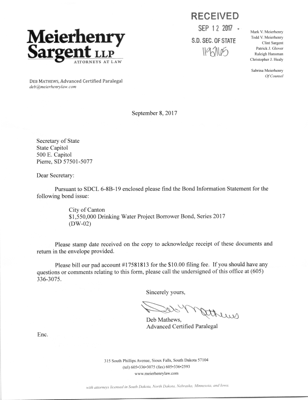 RECEIVED
SEP 12 2017
S.D. SEC. OF STATE
Meierhenry
Sargent LLP
ATTORNEYS AT LAW
Mark V. Meierhenry
Todd V. Meierhenry
Clint Sargent
Patrick J. Glover
Raleigh Hansman
Christopher J. Healy
Sabrina Meierhenry
Of Counsel
DEB MATHEWS, Advanced Certified Paralegal
deb@meierhenrylaw.com
September 8, 2017
Secretary of State
State Capitol
500 E. Capitol
Pierre, SD 57501-5077
Dear Secretary:
Pursuant to SDCL 6-8B-19 enclosed please find the Bond Information Statement for the
following bond issue:
City of Canton
$1,550,000 Drinking Water Project Borrower Bond, Series 2017
(DW-02)
Please stamp date received on the copy to acknowledge receipt of these documents and
return in the envelope provided.
Please bill our pad account #17581813 for the $10.00 filing fee. If you should have any
questions or comments relating to this form, please call the undersigned of this office at (605)
336-3075.
Sincerely yours,
Deb Mathews
Deb Mathews,
Advanced Certified Paralegal
Enc.
315 South Phillips Avenue, Sioux Falls, South Dakota 57104
(tel) 605•336•3075 (fax) 605•336•2593
www.meierhenrylaw.com
with attorneys licensed in South Dakota, North Dakota, Nebraska, Minnesota, and Iowa